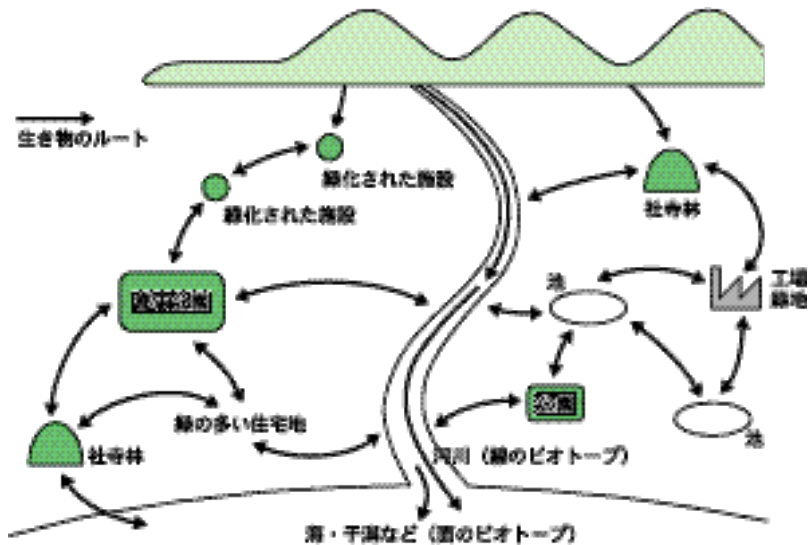 生き物のルート
緑化された施設
緑化された施設
社寺林
池
工場
緑地
公園
緑の多い住宅地
社寺林
池
河川（線のビオトープ）
海・干潟など（面のビオトープ）